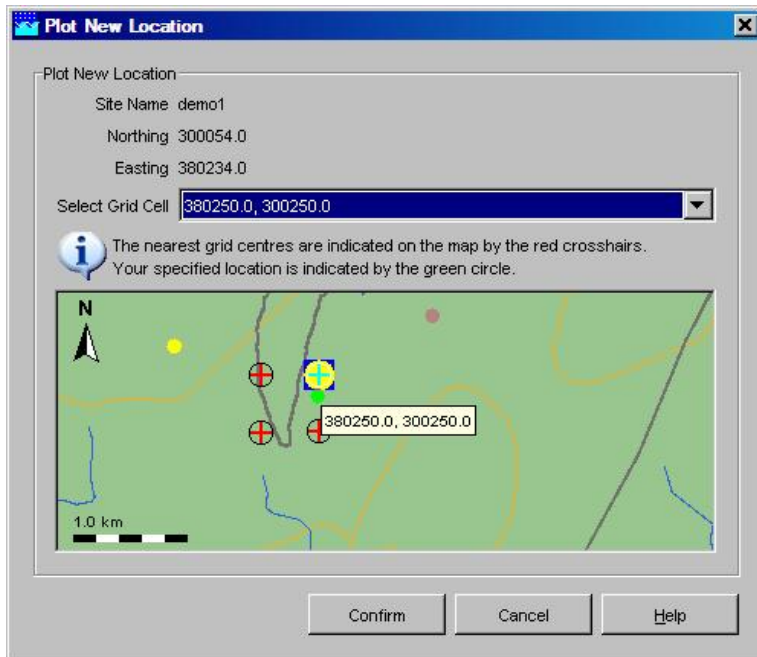 Plot New Location
Plot New Location
Site Name demo1
Northing 300054.0
Easting 380234.0
Select Grid Cell 380250.0, 300250.0
The nearest grid centres are indicated on the map by the red crosshairs.
Your specified location is indicated by the green circle.
N
380250.0, 300250.0
1.0 km
Confirm Cancel Help